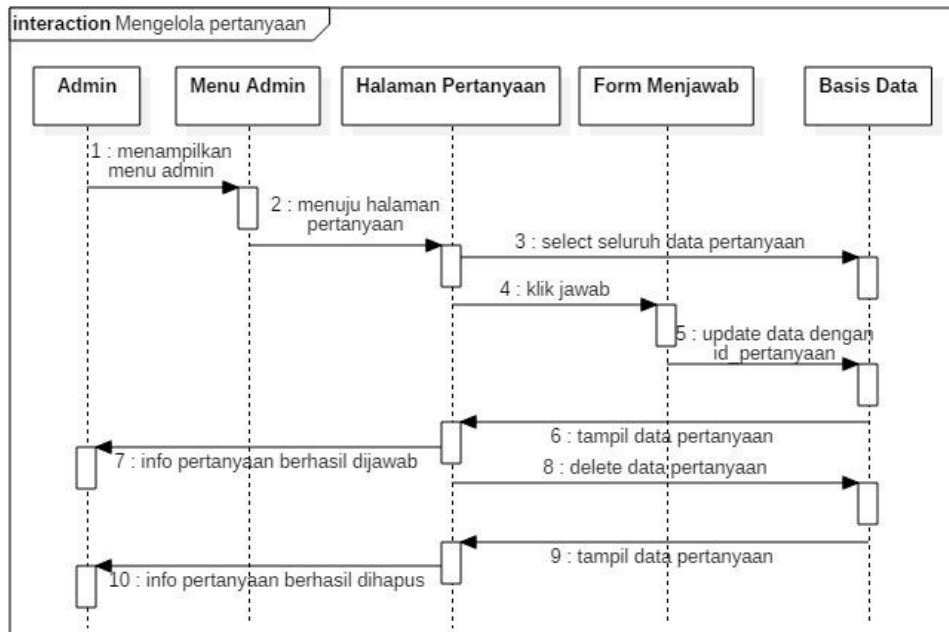 interaction Mengelola pertanyaan
Admin
Menu Admin
Halaman Pertanyaan
Form Menjawab
Basis Data
1 : menampilkan
menu admin
2 : menuju halaman
pertanyaan
3 : select seluruh data pertanyaan
4 : klik jawab
5 : update data dengan
id_pertanyaan
6 : tampil data pertanyaan
7 : info pertanyaan berhasil dijawab
8 : delete data pertanyaan
9 : tampil data pertanyaan
10 : info pertanyaan berhasil dihapus